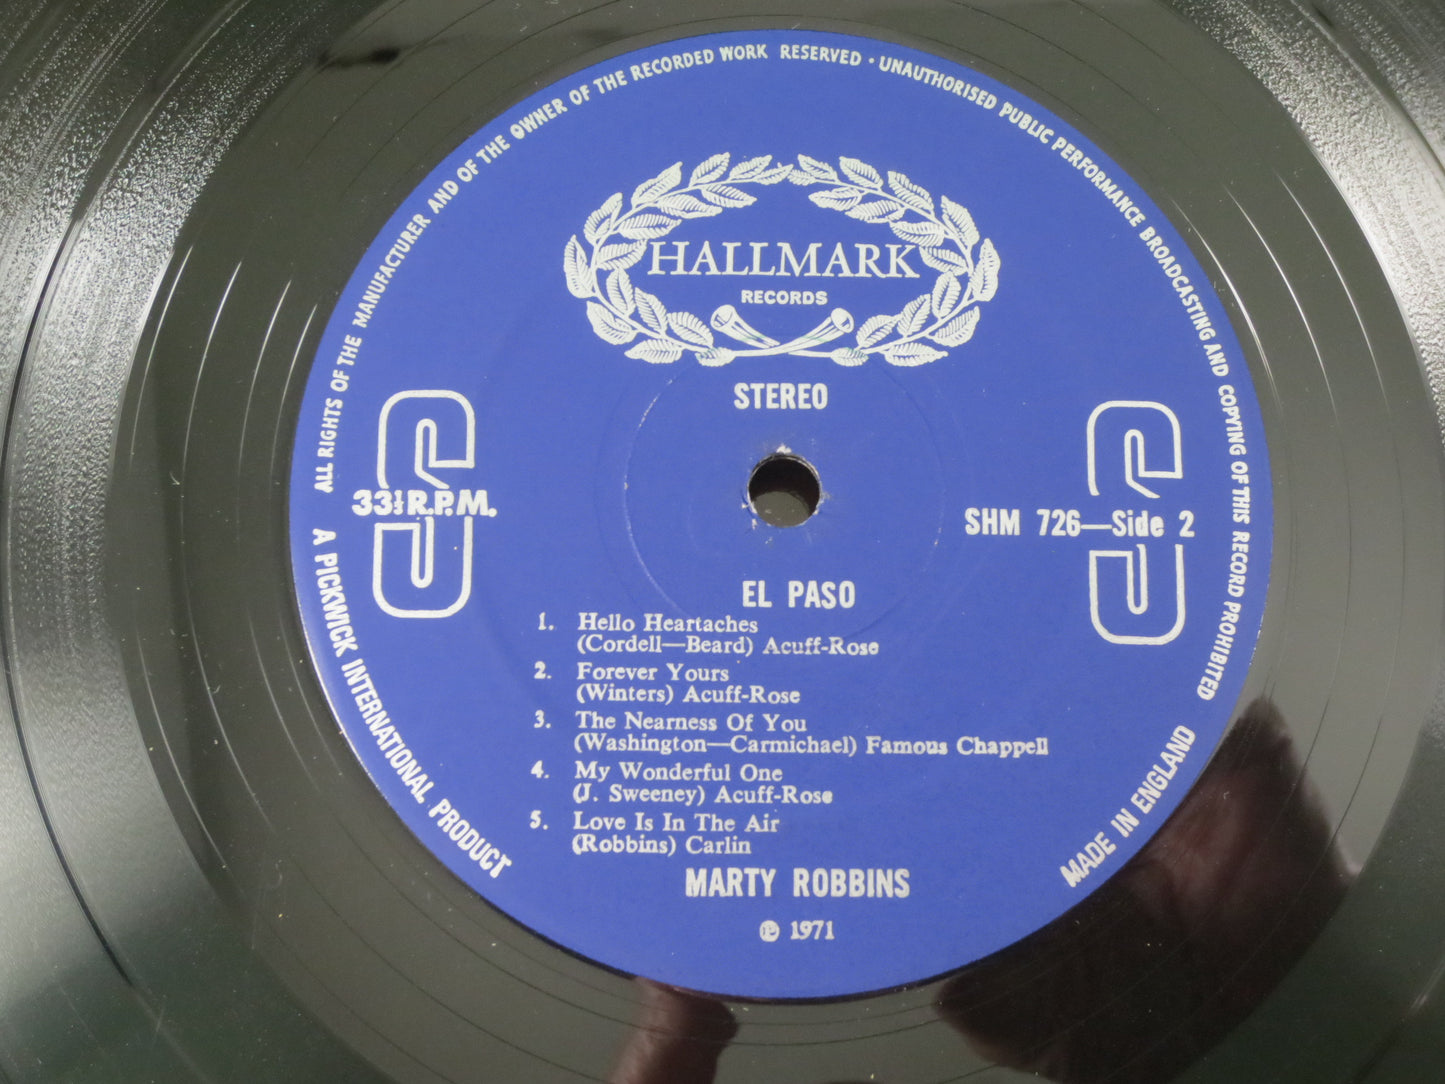 ALL RIGHTS OF THE MANUFACTURER AND OF THE OWNER OF THE RECORDED WORK RESERVED · UNAUTHORISED PUBLIC PERFORMANCE BROADCASTING AND COPYING OF THIS RECORD PROHIBITED
HALLMARK
RECORDS
STEREO
33⅓ R.P.M.
SHM 726—Side 2
EL PASO
1. Hello Heartaches
(Cordell—Beard) Acuff-Rose
2. Forever Yours
(Winters) Acuff-Rose
3. The Nearness Of You
(Washington—Carmichael) Famous Chappell
4. My Wonderful One
(J. Sweeney) Acuff-Rose
5. Love Is In The Air
(Robbins) Carlin
MARTY ROBBINS
℗ 1971
A PICKWICK INTERNATIONAL PRODUCT
MADE IN ENGLAND